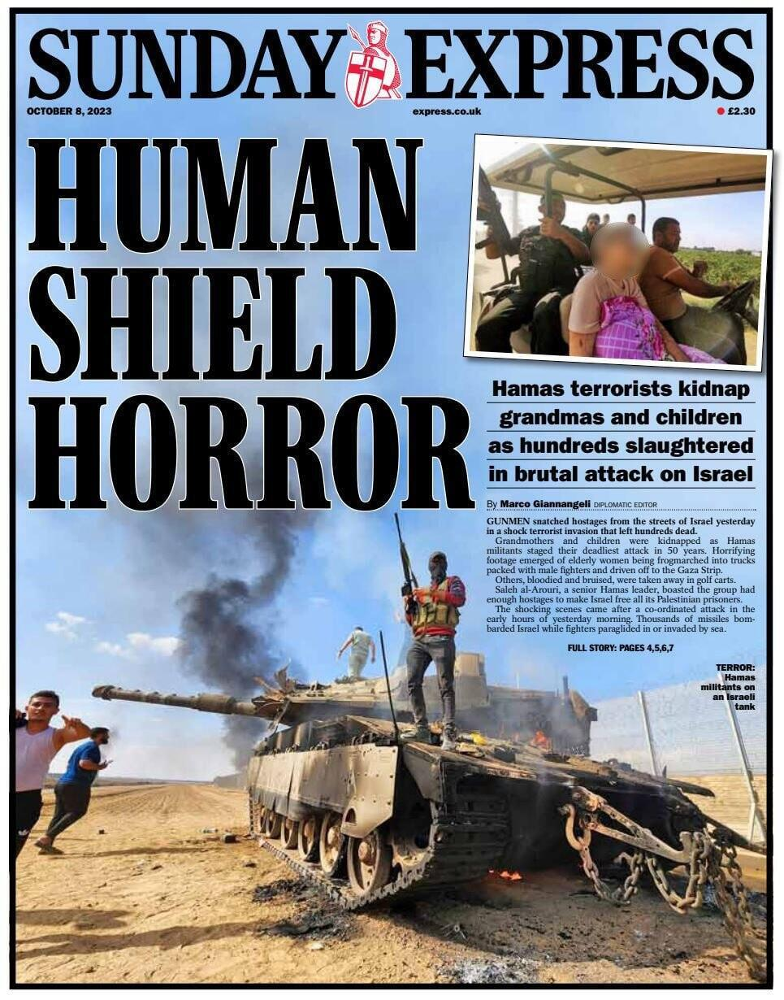 SUNDAY EXPRESS
OCTOBER 8, 2023
express.co.uk
£2.30
HUMAN
SHIELD
HORROR
Hamas terrorists kidnap
grandmas and children
as hundreds slaughtered
in brutal attack on Israel
By Marco Giannangeli DIPLOMATIC EDITOR
GUNMEN snatched hostages from the streets of Israel yesterday
in a shock terrorist invasion that left hundreds dead.
Grandmothers and children were kidnapped as Hamas
militants staged their deadliest attack in 50 years. Horrifying
footage emerged of elderly women being frogmarched into trucks
packed with male fighters and driven off to the Gaza Strip.
Others, bloodied and bruised, were taken away in golf carts.
Saleh al-Arouri, a senior Hamas leader, boasted the group had
enough hostages to make Israel free all its Palestinian prisoners.
The shocking scenes came after a co-ordinated attack in the
early hours of yesterday morning. Thousands of missiles bom-
barded Israel while fighters paraglided in or invaded by sea.
FULL STORY: PAGES 4,5,6,7
TERROR:
Hamas
militants on
an Israeli
tank